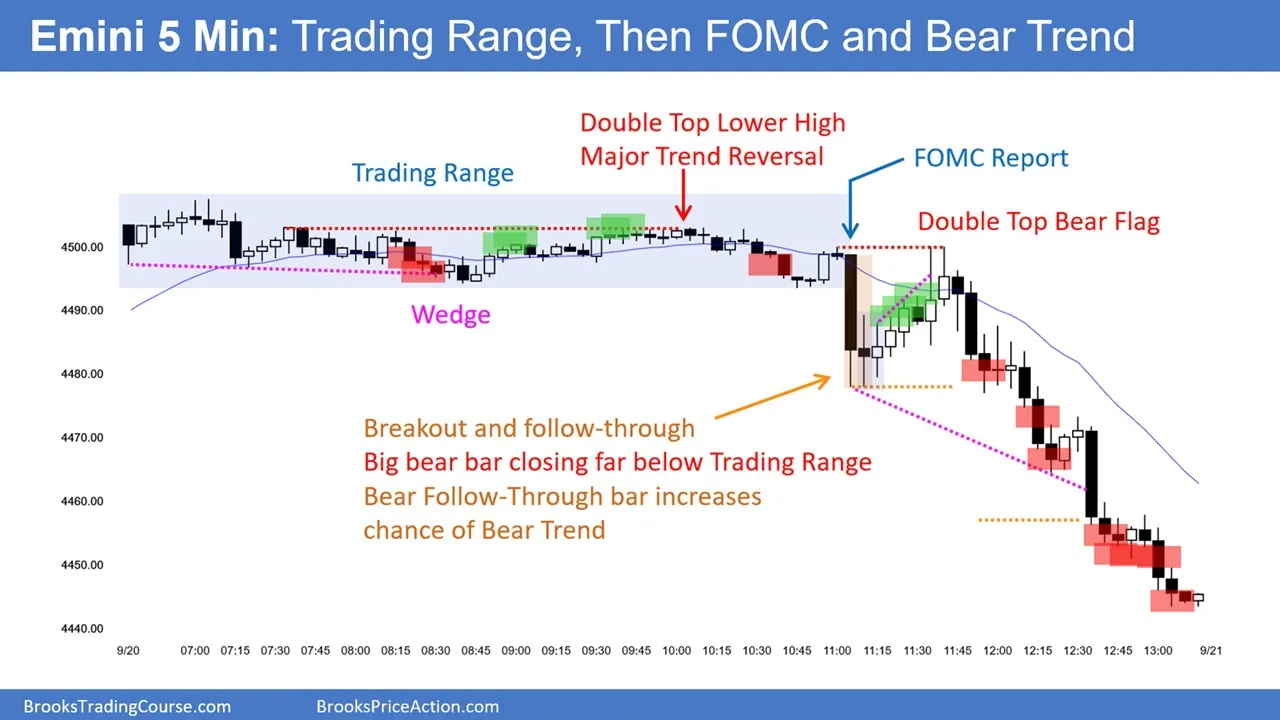 Emini 5 Min: Trading Range, Then FOMC and Bear Trend
Double Top Lower High
Major Trend Reversal
FOMC Report
Trading Range
Double Top Bear Flag
Wedge
Breakout and follow-through
Big bear bar closing far below Trading Range
Bear Follow-Through bar increases
chance of Bear Trend
4500.00
4490.00
4480.00
4470.00
4460.00
4450.00
4440.00
9/20 07:00 07:15 07:30 07:45 08:00 08:15 08:30 08:45 09:00 09:15 09:30 09:45 10:00 10:15 10:30 10:45 11:00 11:15 11:30 11:45 12:00 12:15 12:30 12:45 13:00 9/21
BrooksTradingCourse.com BrooksPriceAction.com